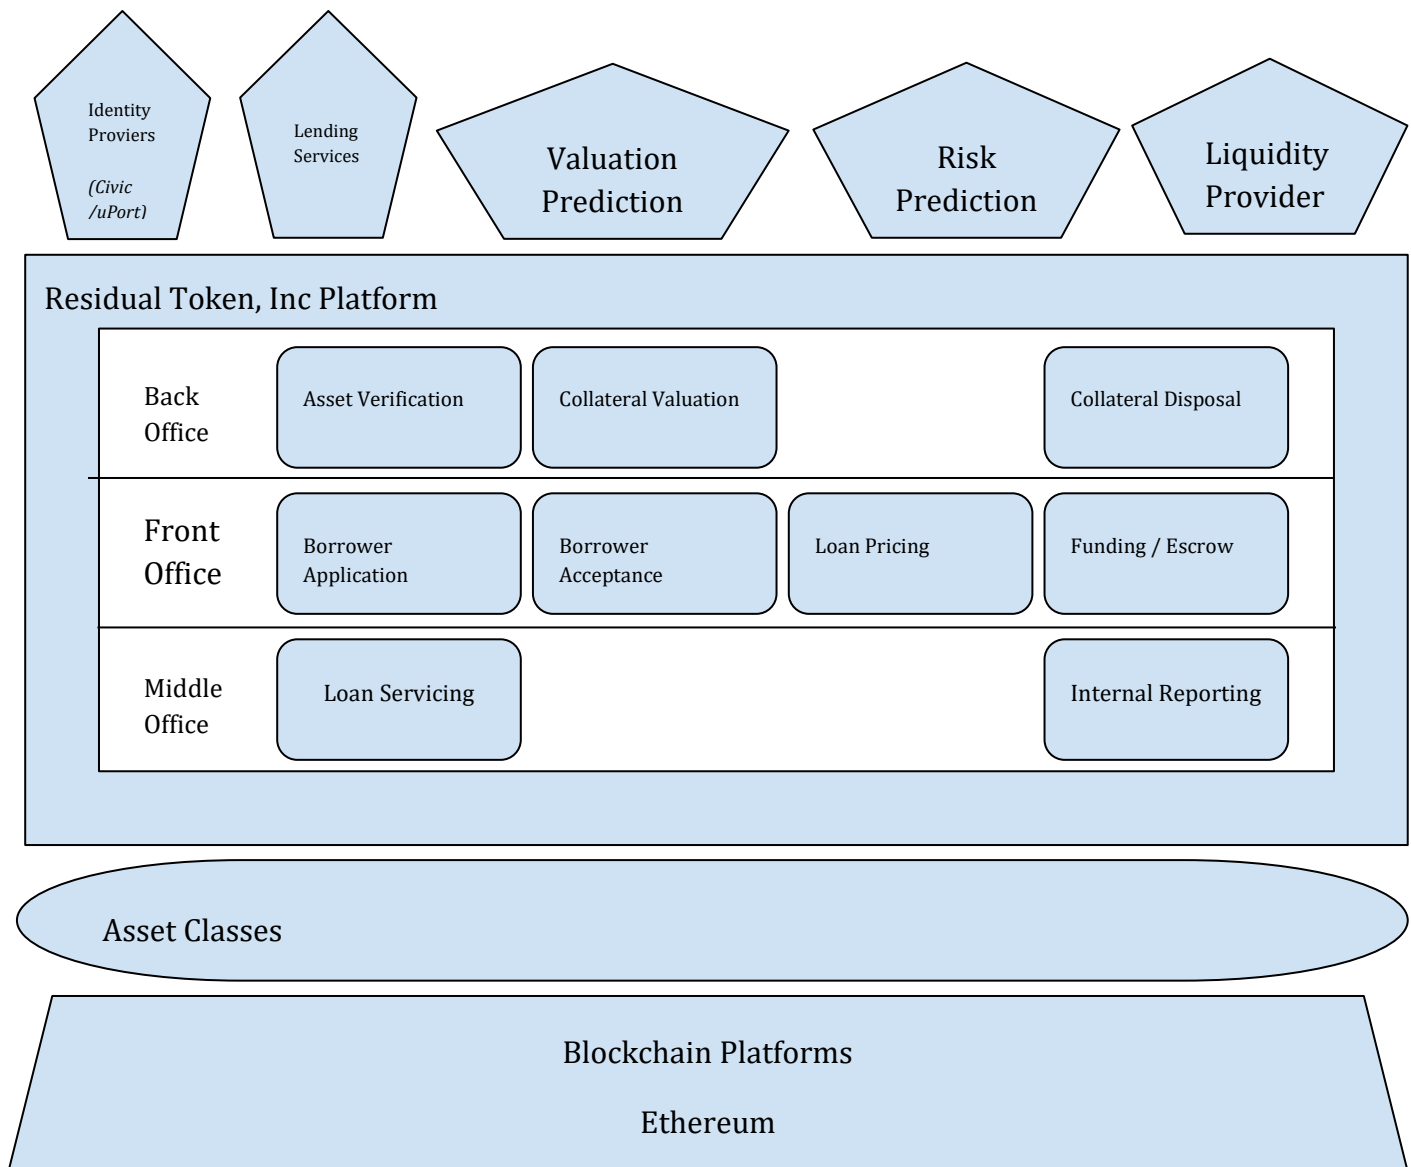 Identity
Proviers
(Civic
/uPort)
Lending
Services
Valuation
Prediction
Risk
Prediction
Liquidity
Provider
Residual Token, Inc Platform
Back
Office
Asset Verification
Collateral Valuation
Collateral Disposal
Front
Office
Borrower
Application
Borrower
Acceptance
Loan Pricing
Funding / Escrow
Middle
Office
Loan Servicing
Internal Reporting
Asset Classes
Blockchain Platforms
Ethereum